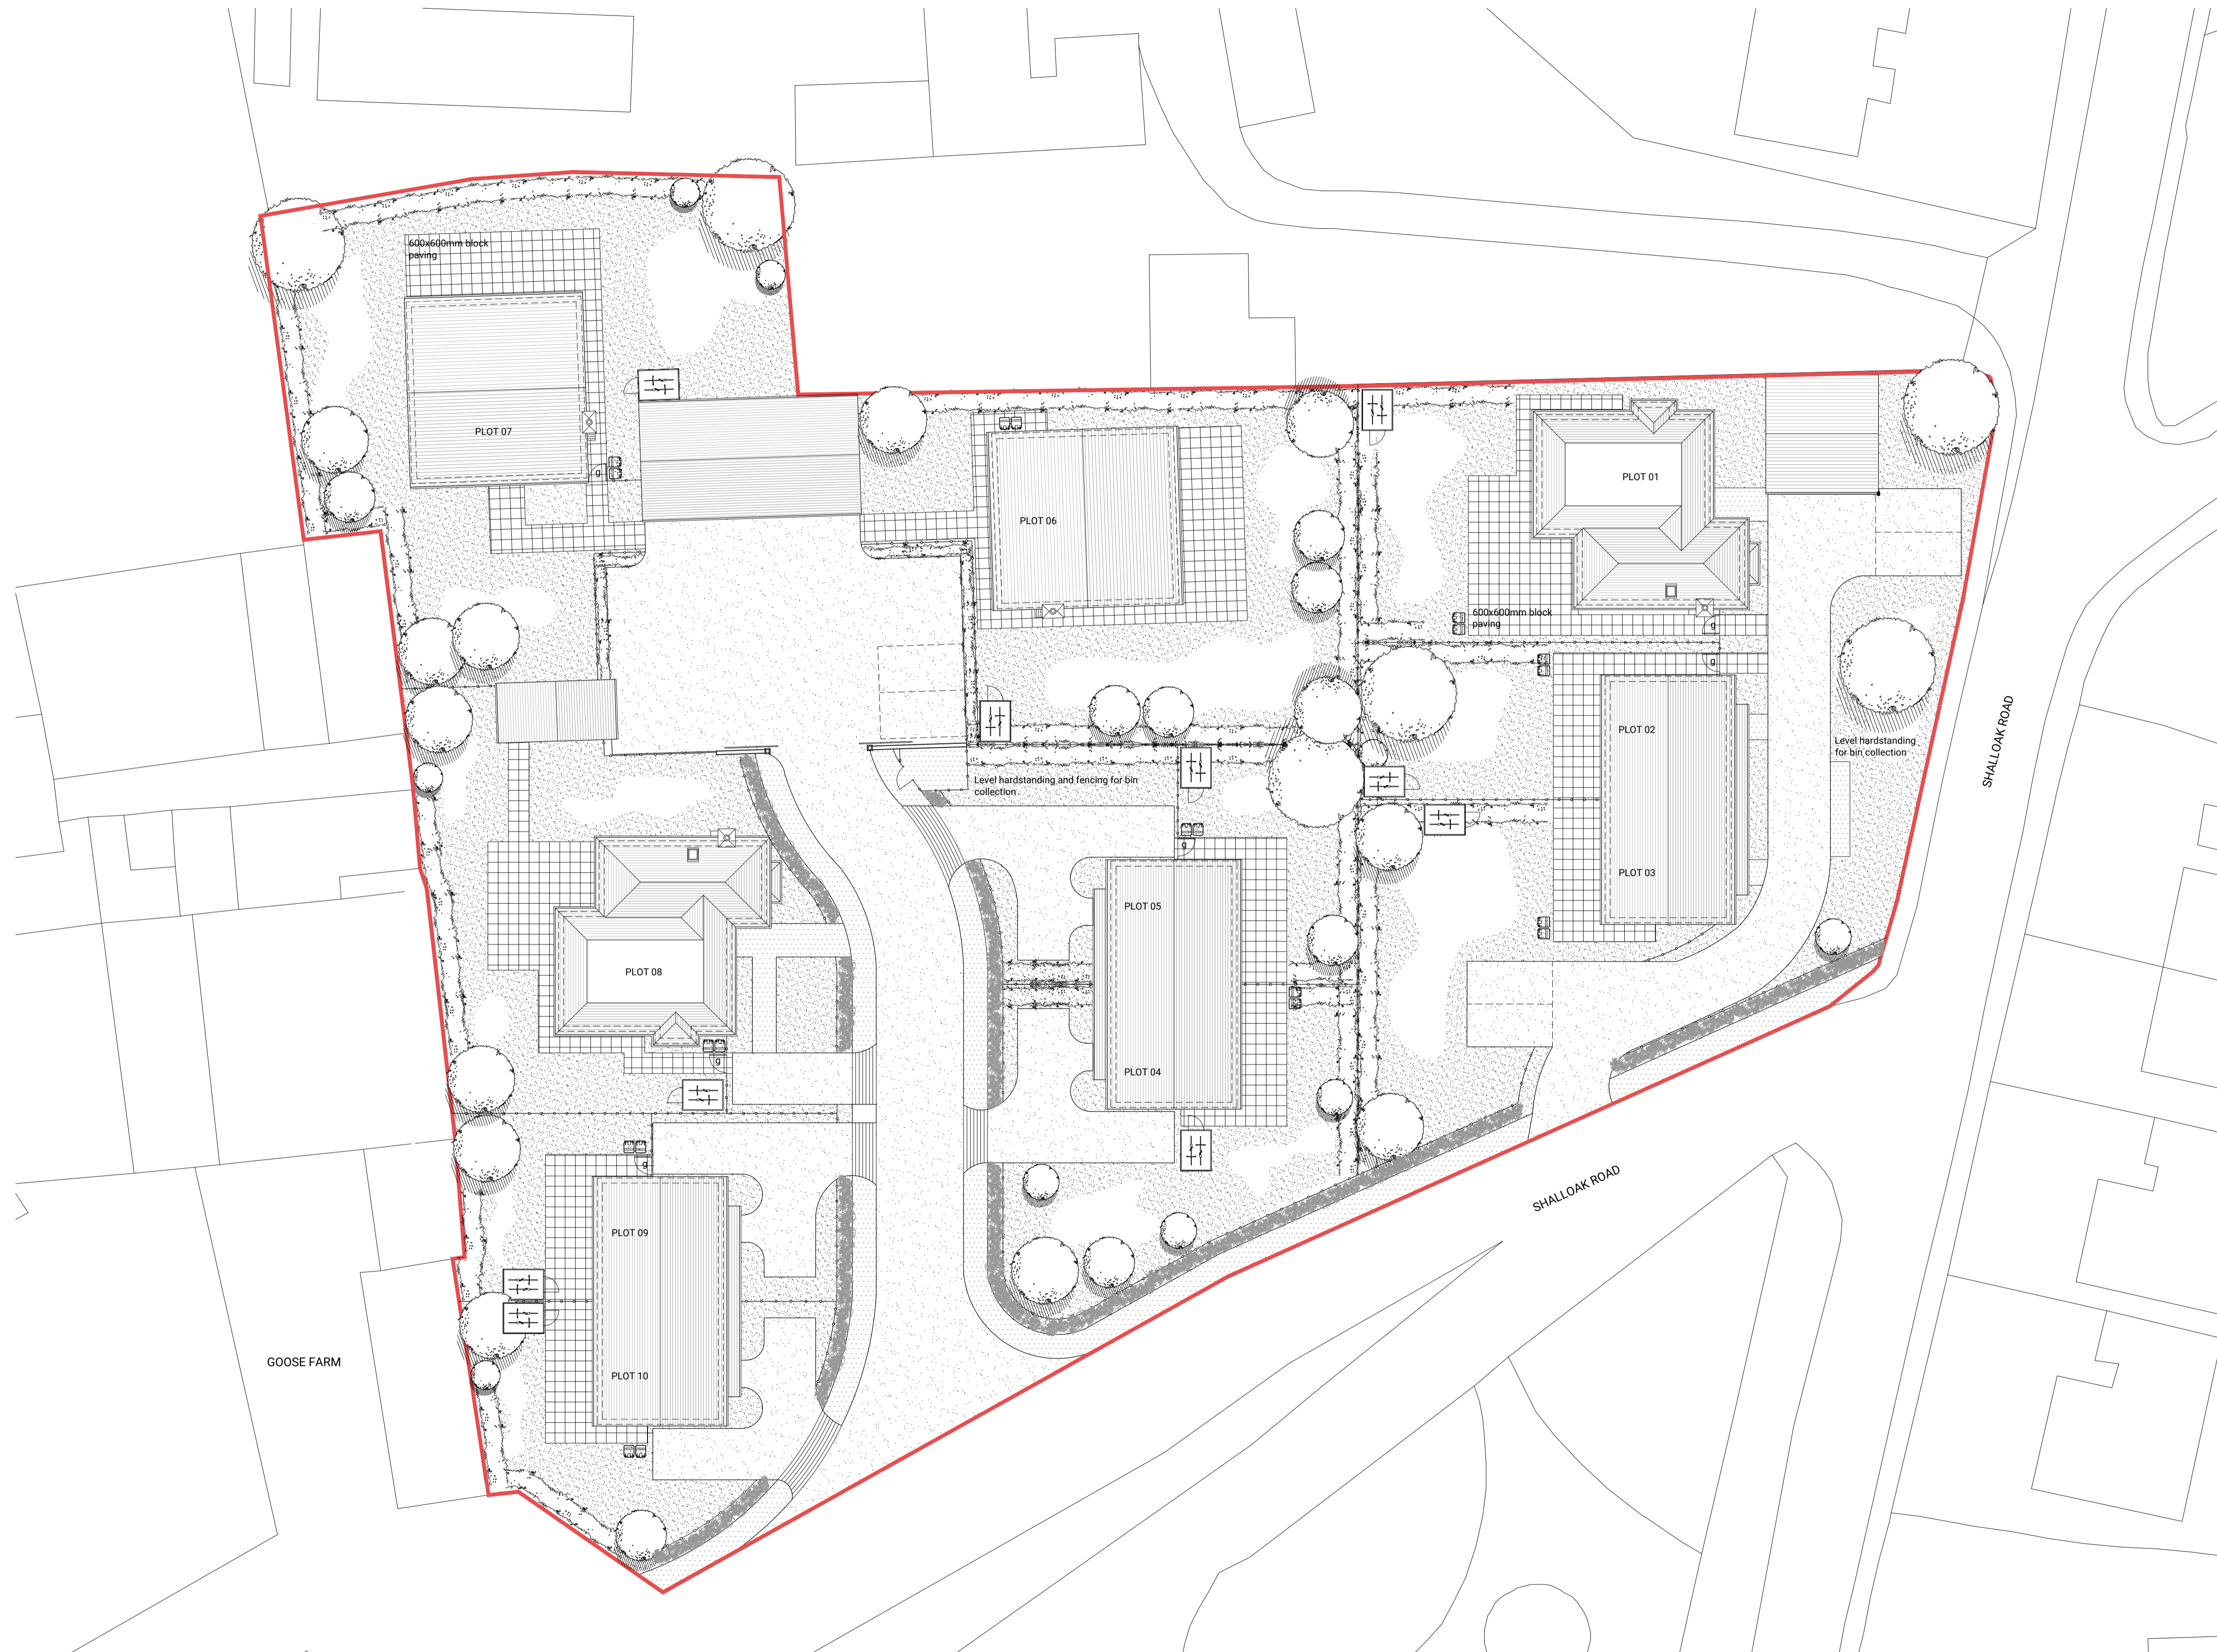 600x600mm block
paving
PLOT 07
PLOT 01
PLOT 06
g
600x600mm block
paving
g
g
SHALLOAK ROAD
PLOT 02
Level hardstanding
for bin collection
Level hardstanding and fencing for bin
collection
g
PLOT 03
PLOT 05
PLOT 08
g
PLOT 04
g
SHALLOAK ROAD
PLOT 09
GOOSE FARM
PLOT 10